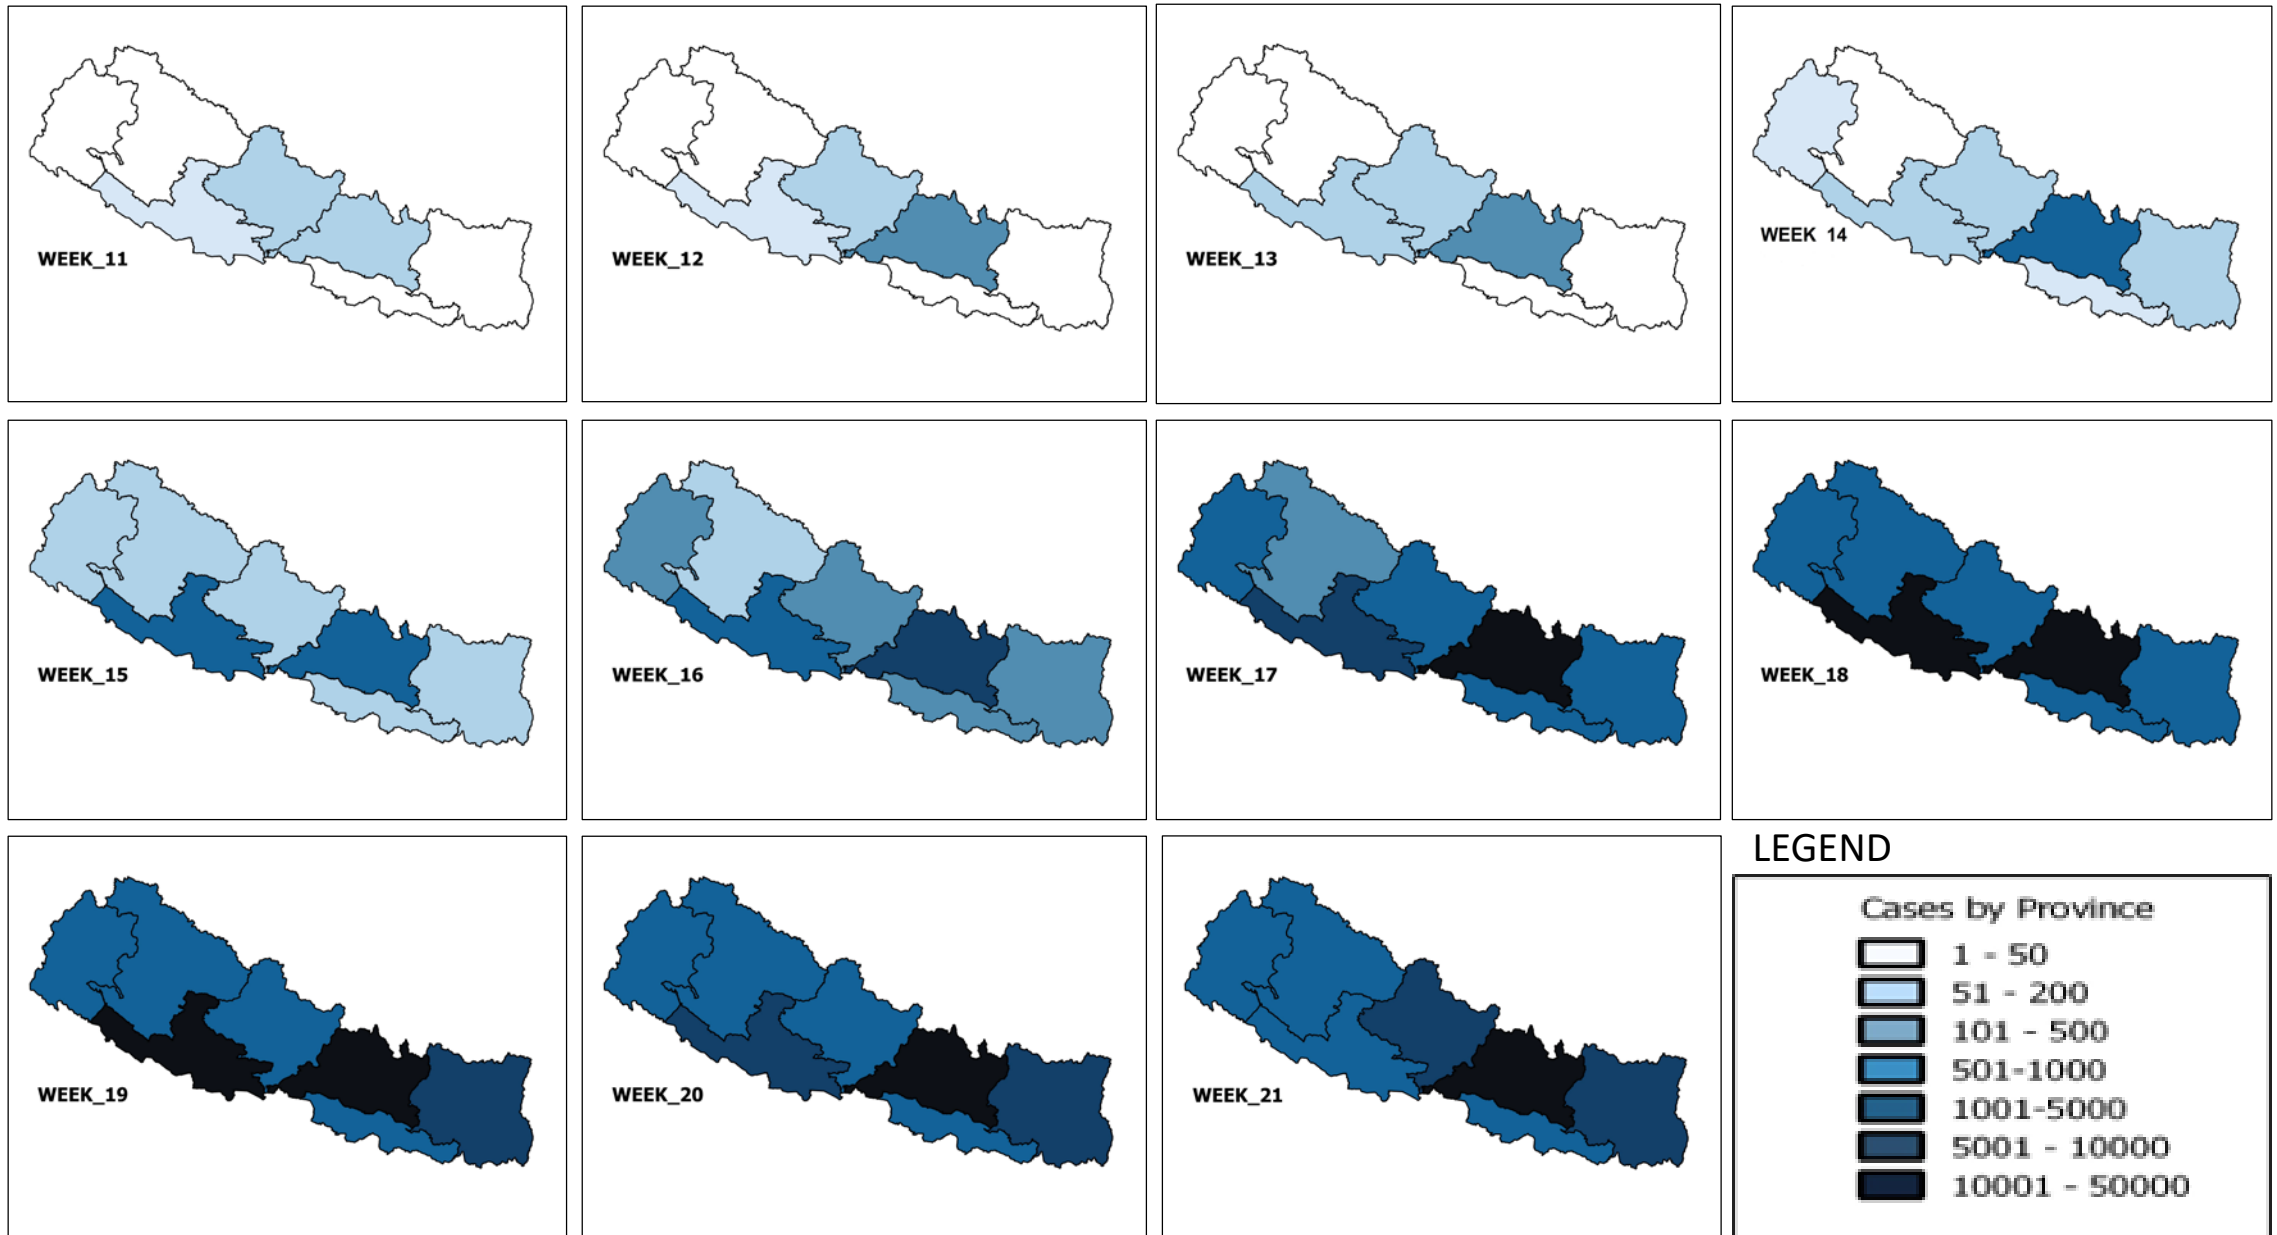 WEEK_11
WEEK_12
WEEK_13
WEEK 14
WEEK_15
WEEK_16
WEEK_17
WEEK_18
WEEK_19
WEEK_20
WEEK_21
LEGEND
Cases by Province
1 - 50
51 - 200
101 - 500
501-1000
1001-5000
5001 - 10000
10001 - 50000